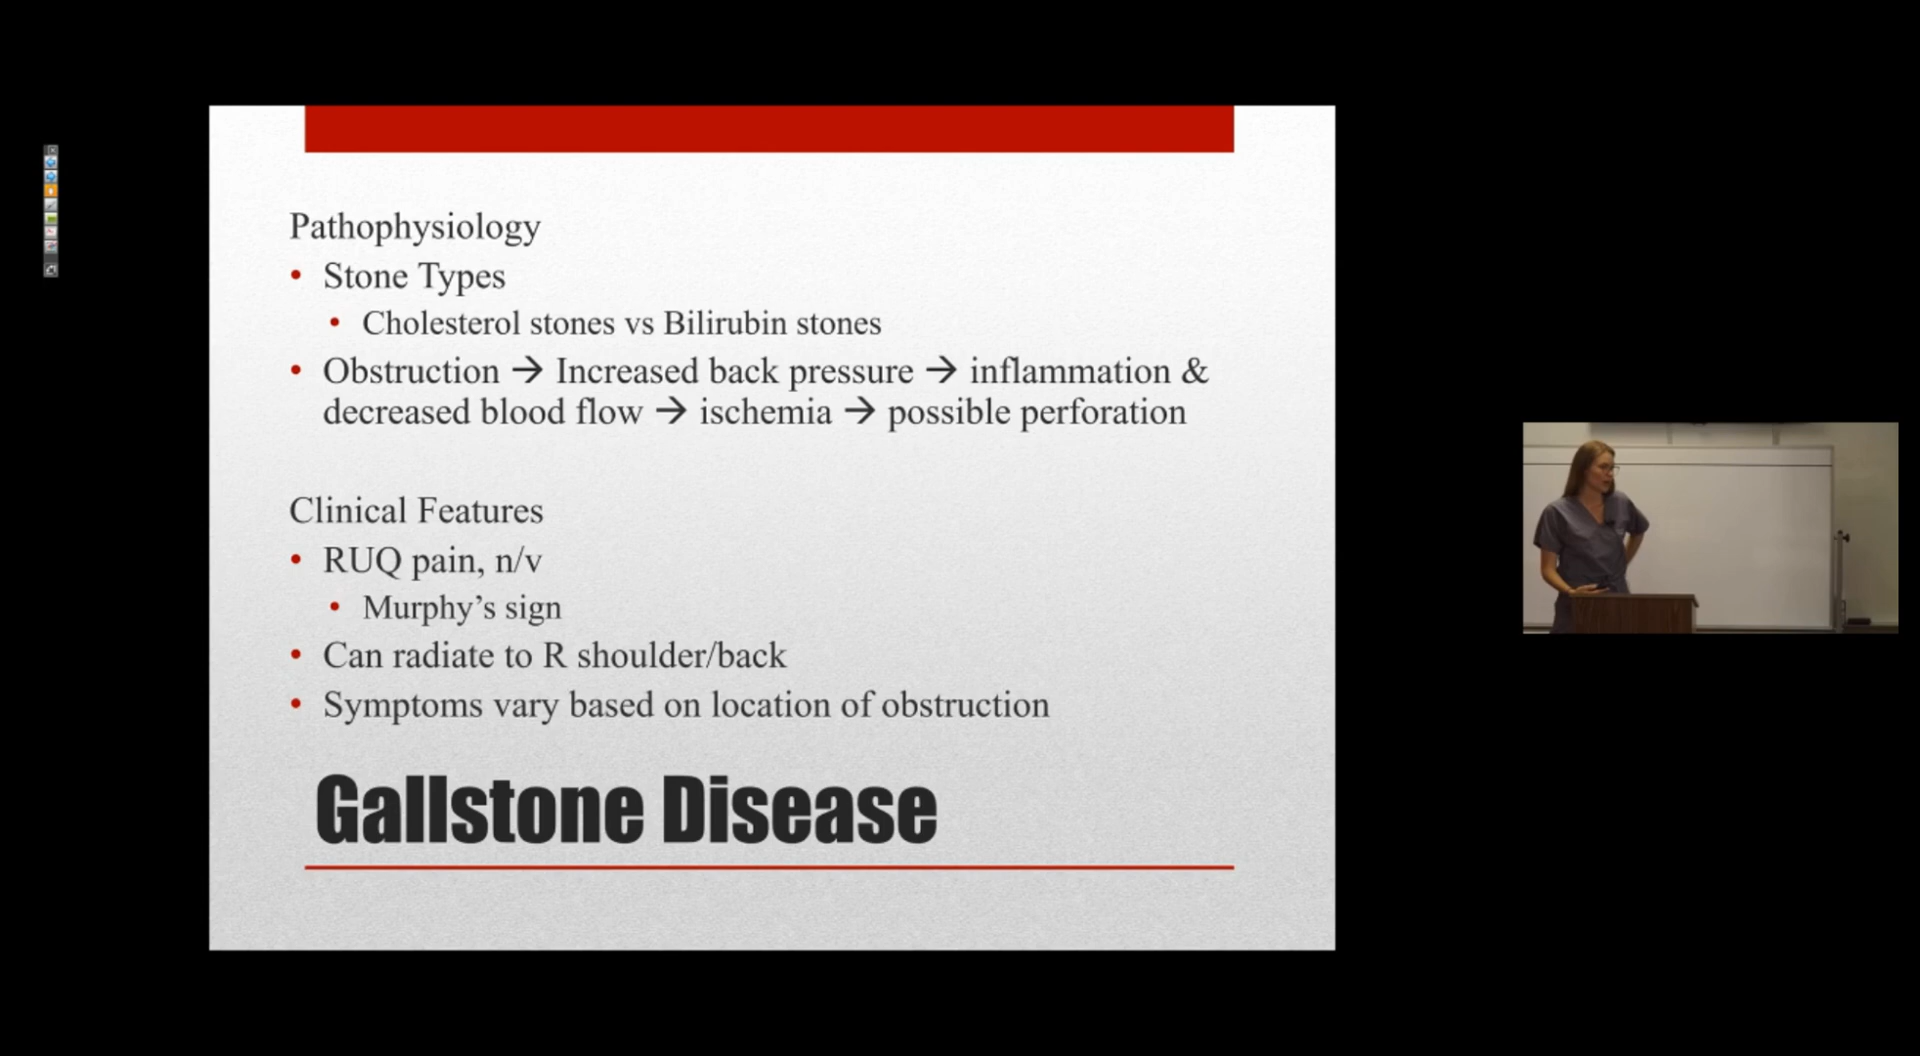 Pathophysiology
• Stone Types
• Cholesterol stones vs Bilirubin stones
• Obstruction → Increased back pressure → inflammation &
decreased blood flow → ischemia → possible perforation
Clinical Features
• RUQ pain, n/v
• Murphy’s sign
• Can radiate to R shoulder/back
• Symptoms vary based on location of obstruction
Gallstone Disease